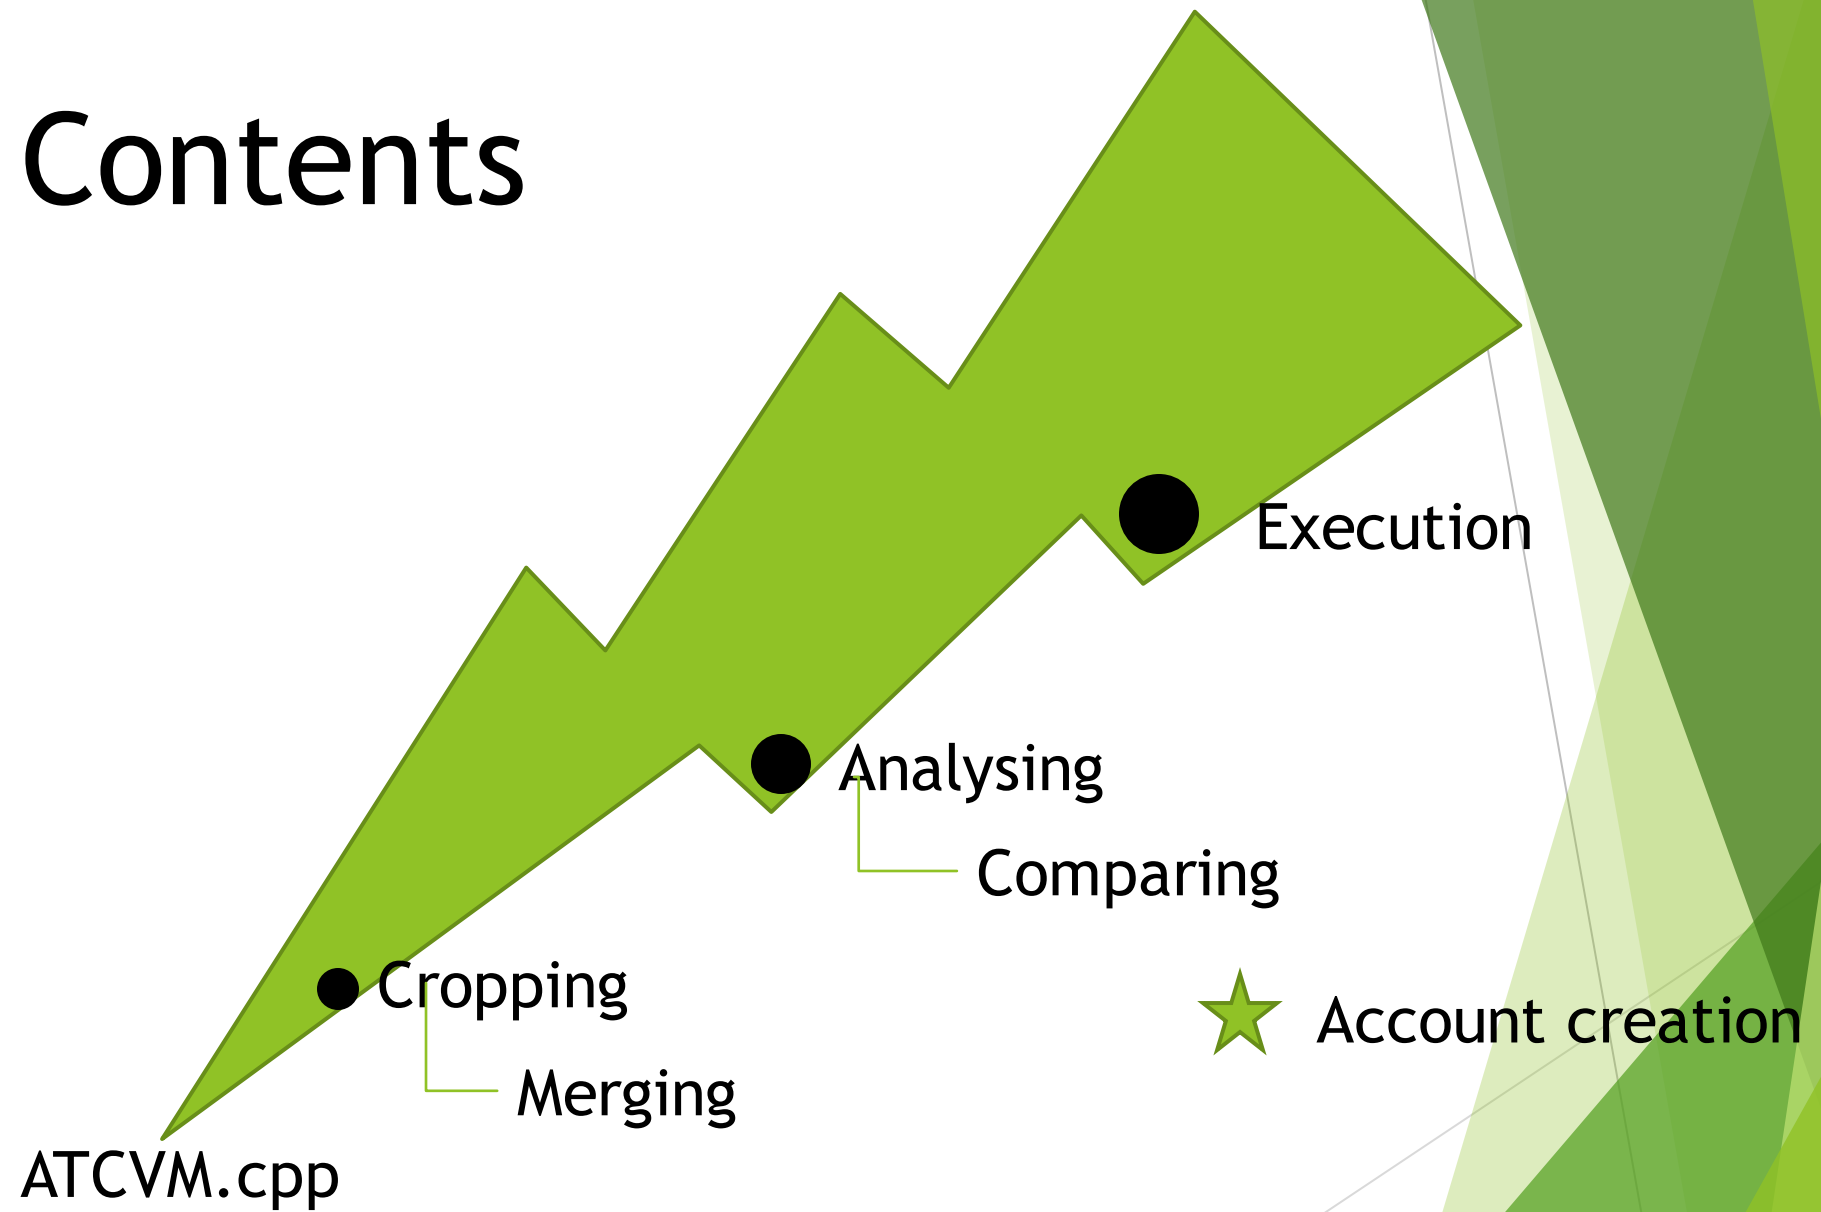 Contents
Execution
Analysing
Comparing
Cropping
Account creation
Merging
ATCVM.cpp